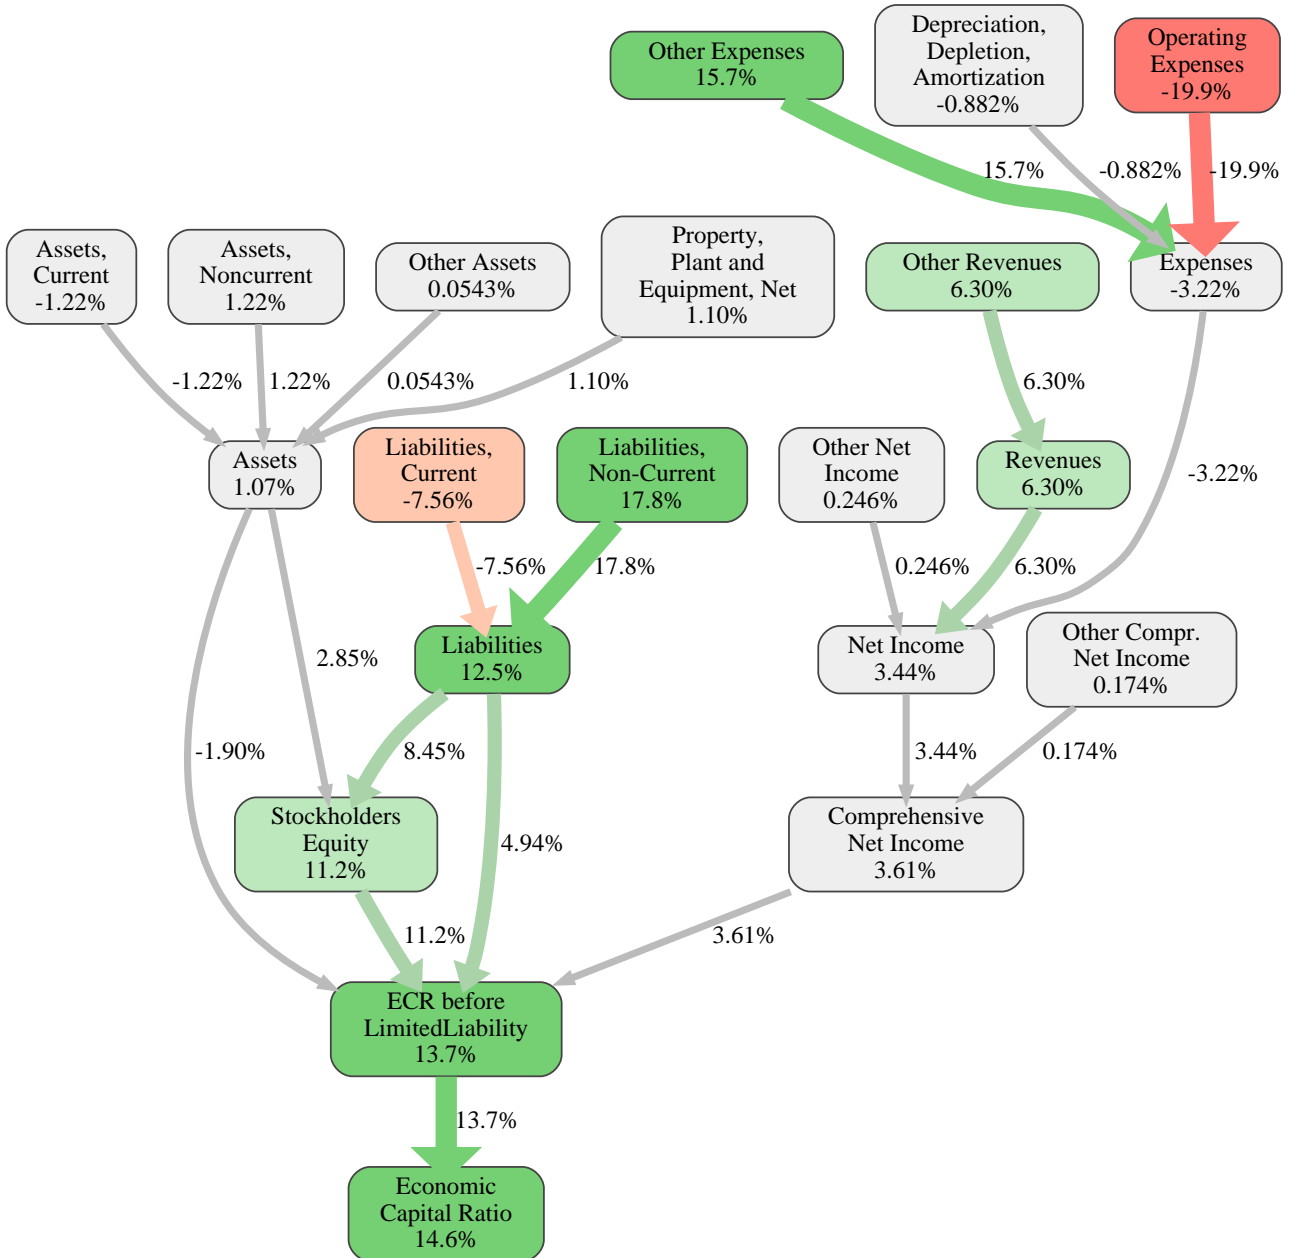 Other Expenses
15.7%
Depreciation,
Depletion,
Amortization
-0.882%
Operating
Expenses
-19.9%
15.7%
-0.882%
-19.9%
Assets,
Current
-1.22%
Assets,
Noncurrent
1.22%
Other Assets
0.0543%
Property,
Plant and
Equipment, Net
1.10%
Other Revenues
6.30%
Expenses
-3.22%
-1.22%
1.22%
0.0543%
1.10%
6.30%
Assets
1.07%
Liabilities,
Current
-7.56%
Liabilities,
Non-Current
17.8%
Other Net
Income
0.246%
Revenues
6.30%
-3.22%
-7.56%
17.8%
0.246%
6.30%
2.85%
Liabilities
12.5%
Net Income
3.44%
Other Compr.
Net Income
0.174%
-1.90%
8.45%
3.44%
0.174%
Stockholders
Equity
11.2%
4.94%
Comprehensive
Net Income
3.61%
11.2%
3.61%
ECR before
LimitedLiability
13.7%
13.7%
Economic
Capital Ratio
14.6%